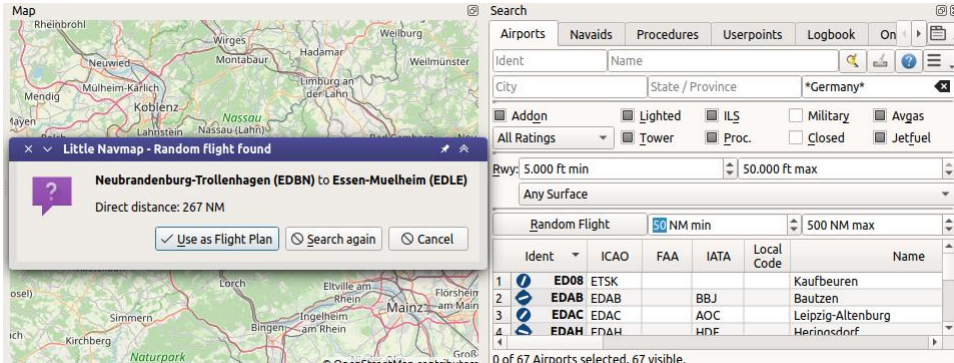 Map
Rheinbrohl
Wirges
Weilburg
Hadamar
Neuwied
Montabaur
Weilmünster
Limburg an
der Lahn
Mülheim-Kärlich
Mendig
Koblenz
Mayen
Nassau
Lahnstein
Nassau (Lahn)
Little Navmap - Random flight found
Neubrandenburg-Trollenhagen (EDBN) to Essen-Muelheim (EDLE)
Direct distance: 267 NM
Use as Flight Plan
Search again
Cancel
Lorch
Eltville am
Rhein
Flörsheim
am Main
Mainz
Simmern
Ingelheim
am Rhein
Bingen
Kirchberg
Naturpark
Groß
© OpenStreetMap contributors
Search
Airports Navaids Procedures Userpoints Logbook On
Ident Name
City State / Province *Germany*
Addon Lighted ILS Military Avgas
All Ratings Tower Proc. Closed Jetfuel
Rwy: 5.000 ft min 50.000 ft max
Any Surface
Random Flight 50 NM min 500 NM max
Ident ICAO FAA IATA Local Code Name
1 ED08 ETSK Kaufbeuren
2 EDAB EDAB BBJ Bautzen
3 EDAC EDAC AOC Leipzig-Altenburg
4 EDAH EDAH HDF Heringsdorf
0 of 67 Airports selected, 67 visible.